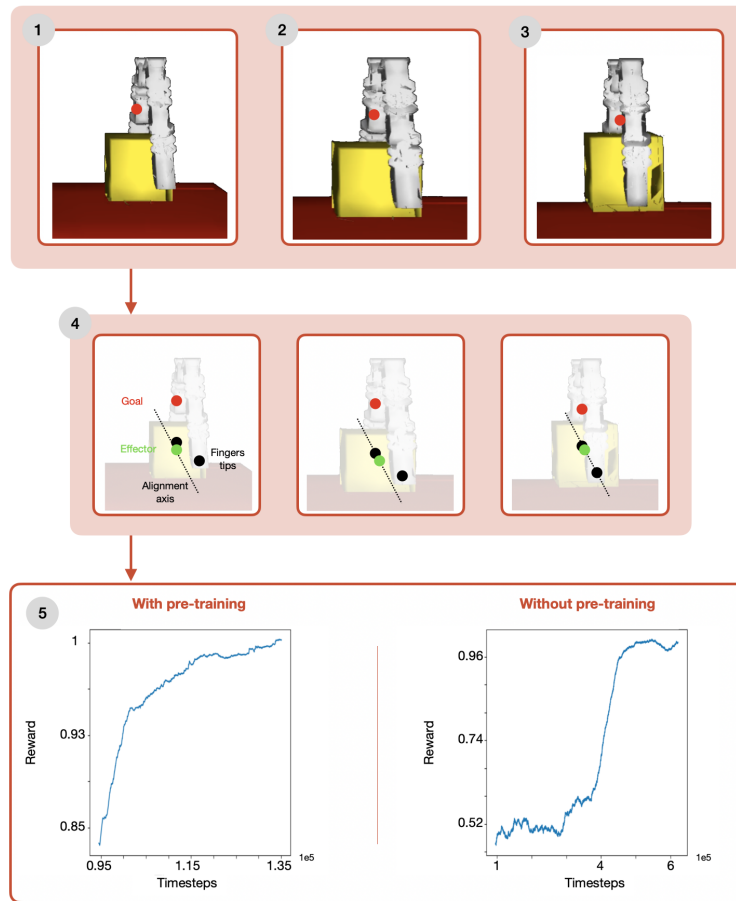 1
2
3
4
Goal
Effector
Fingers
tips
Alignment
axis
5
With pre-training
Without pre-training
Reward
1
0.93
0.85
0.95
1.15
1.35
1e5
Timesteps
Reward
0.96
0.74
0.52
1
4
6
1e5
Timesteps